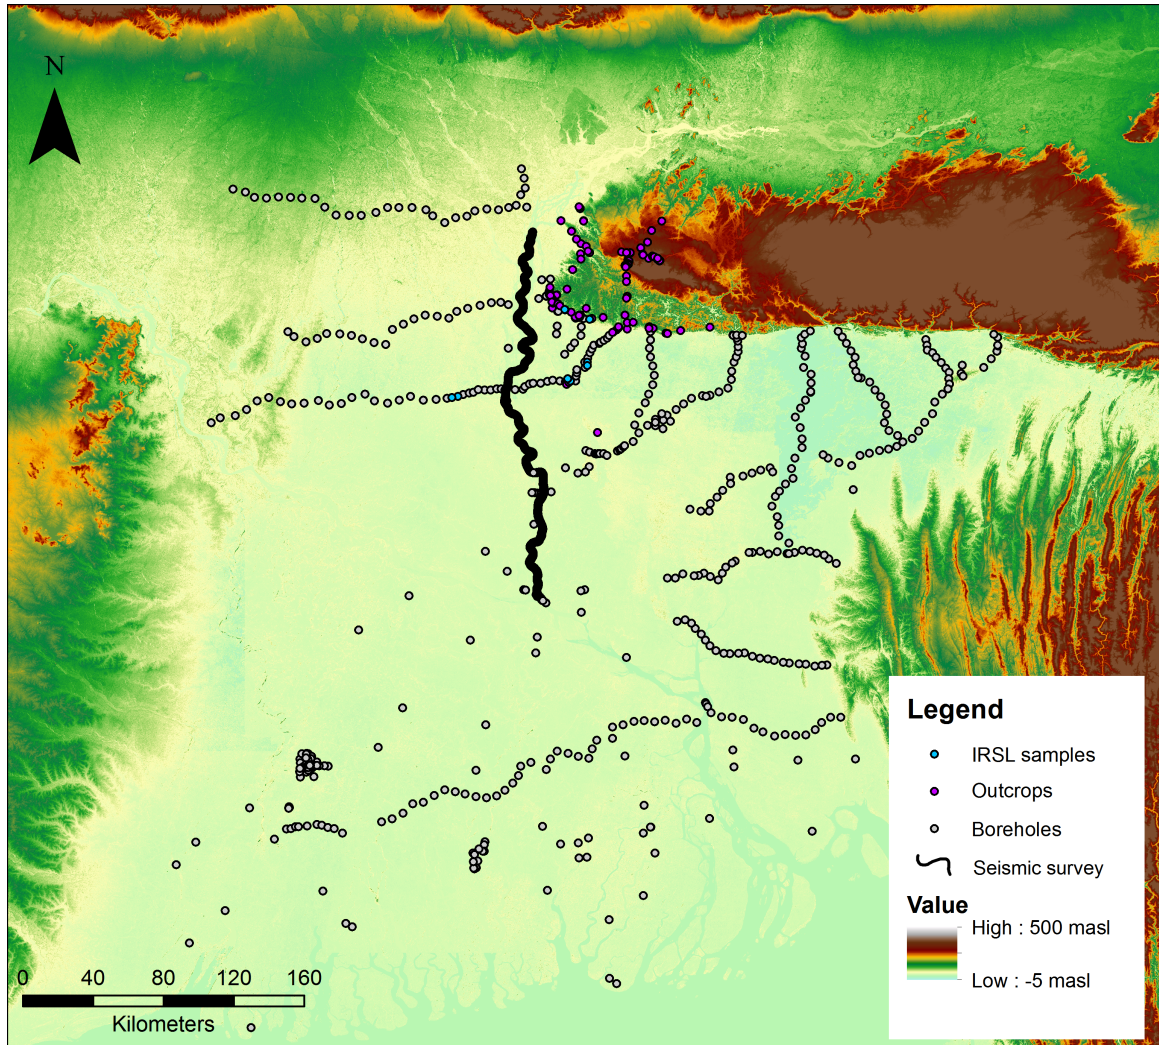 N
Legend
IRSL samples
Outcrops
Boreholes
Seismic survey
Value
High : 500 masl
Low : -5 masl
0 40 80 120 160
Kilometers